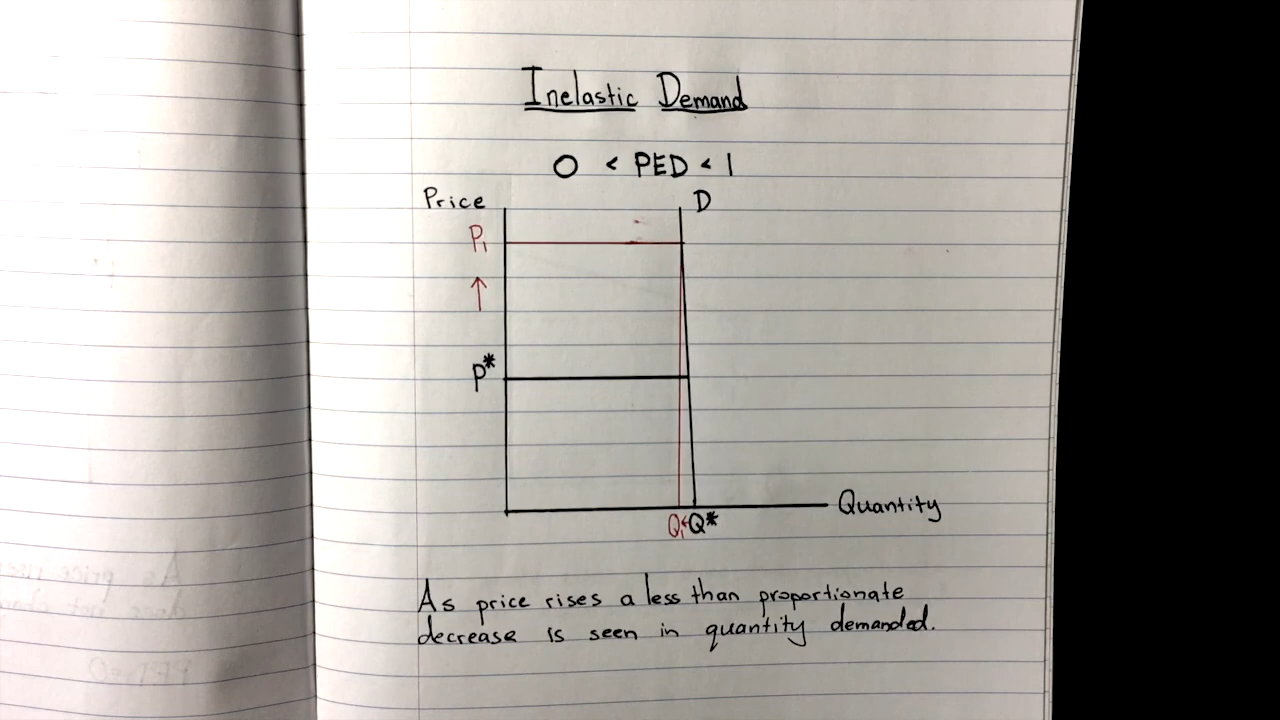 Inelastic Demand
0 < PED < 1
Price
D
P₁
↑
P*
Quantity
Q₁ ← Q*
As price rises a less than proportionate
decrease is seen in quantity demanded.